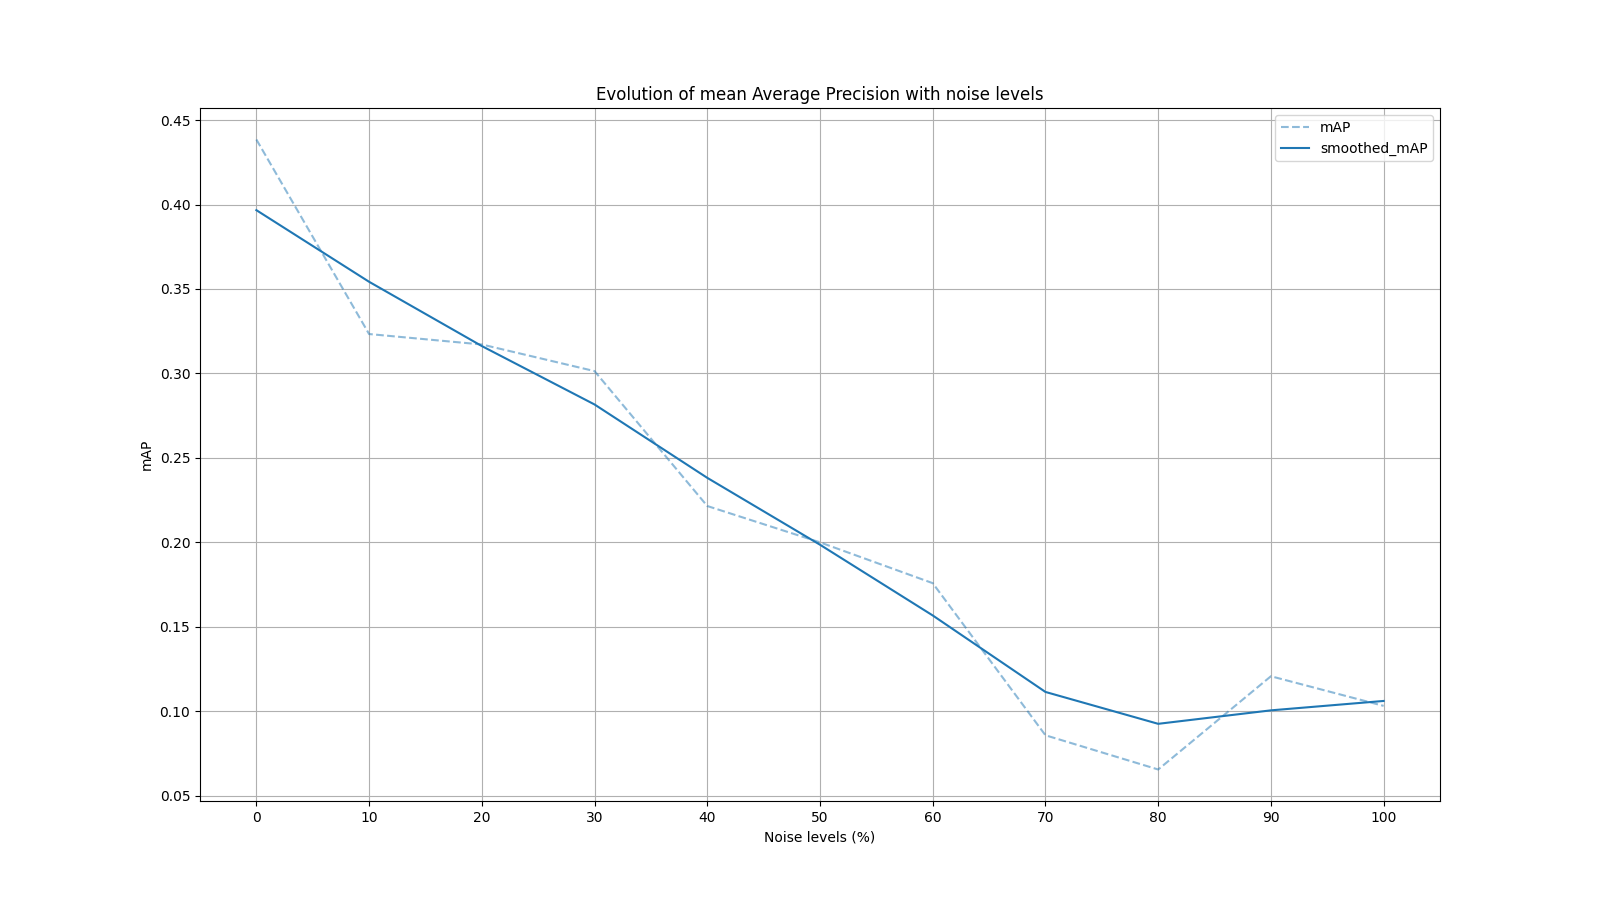 Evolution of mean Average Precision with noise levels
mAP
smoothed_mAP
0.45
0.40
0.35
0.30
0.25
0.20
0.15
0.10
0.05
mAP
0 10 20 30 40 50 60 70 80 90 100
Noise levels (%)